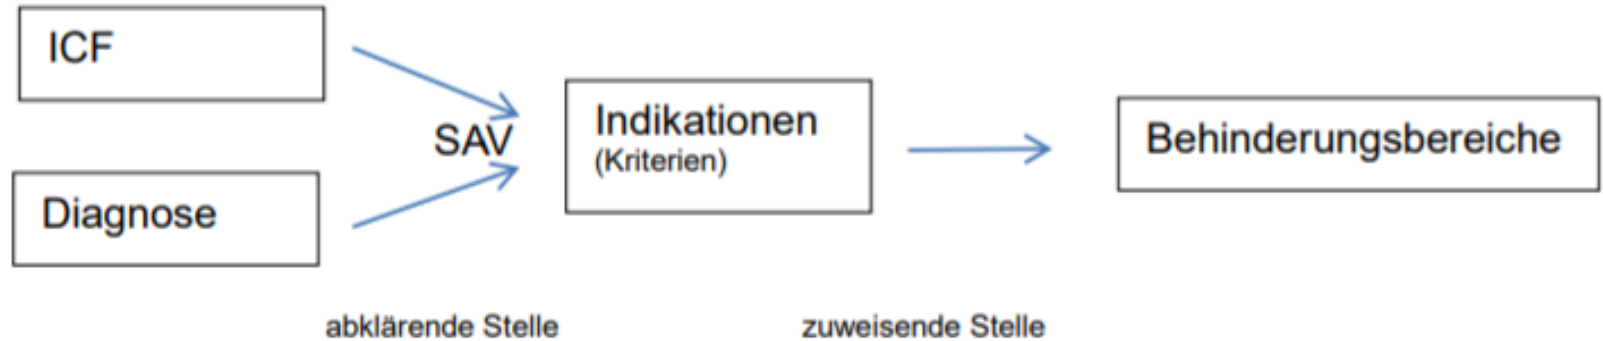 ICF
Diagnose
SAV
Indikationen
(Kriterien)
Behinderungsbereiche
abklärende Stelle
zuweisende Stelle